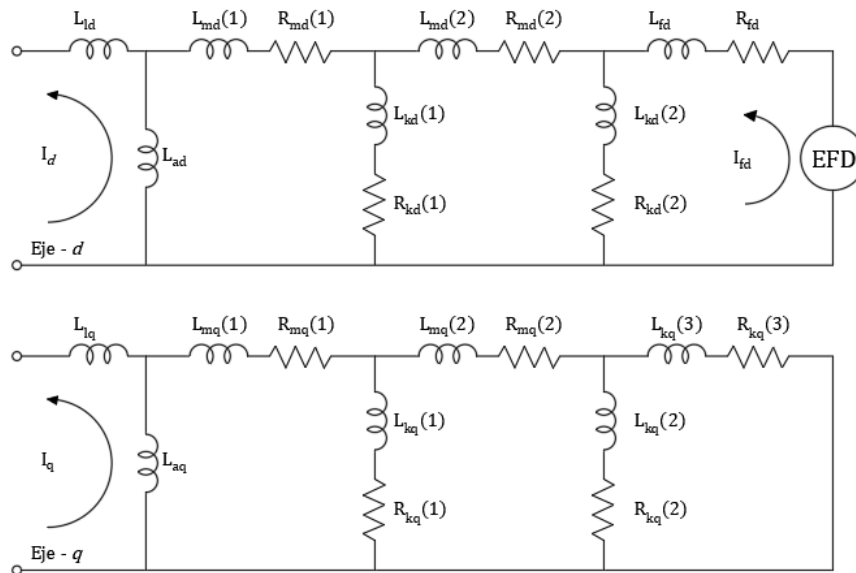 L_ld L_md(1) R_md(1) L_md(2) R_md(2) L_fd R_fd
L_kd(1) L_kd(2)
I_d L_ad I_fd EFD
R_kd(1) R_kd(2)
Eje - d
L_lq L_mq(1) R_mq(1) L_mq(2) R_mq(2) L_kq(3) R_kq(3)
L_kq(1) L_kq(2)
I_q L_aq
R_kq(1) R_kq(2)
Eje - q